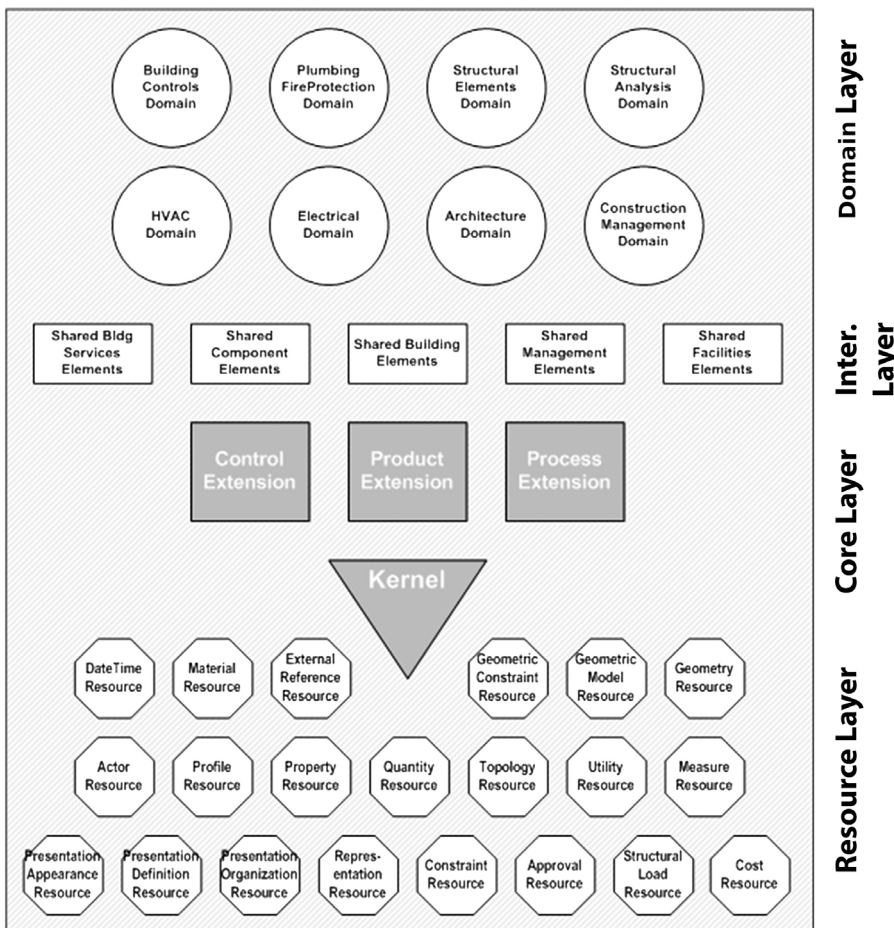 Building
Controls
Domain
Plumbing
FireProtection
Domain
Structural
Elements
Domain
Structural
Analysis
Domain
HVAC
Domain
Electrical
Domain
Architecture
Domain
Construction
Management
Domain
Domain Layer
Shared Bldg
Services
Elements
Shared
Component
Elements
Shared Building
Elements
Shared
Management
Elements
Shared
Facilities
Elements
Inter.
Layer
Control
Extension
Product
Extension
Process
Extension
Kernel
Core Layer
DateTime
Resource
Material
Resource
External
Reference
Resource
Geometric
Constraint
Resource
Geometric
Model
Resource
Geometry
Resource
Actor
Resource
Profile
Resource
Property
Resource
Quantity
Resource
Topology
Resource
Utility
Resource
Measure
Resource
Presentation
Appearance
Resource
Presentation
Definition
Resource
Presentation
Organization
Resource
Repres-
entation
Resource
Constraint
Resource
Approval
Resource
Structural
Load
Resource
Cost
Resource
Resource Layer